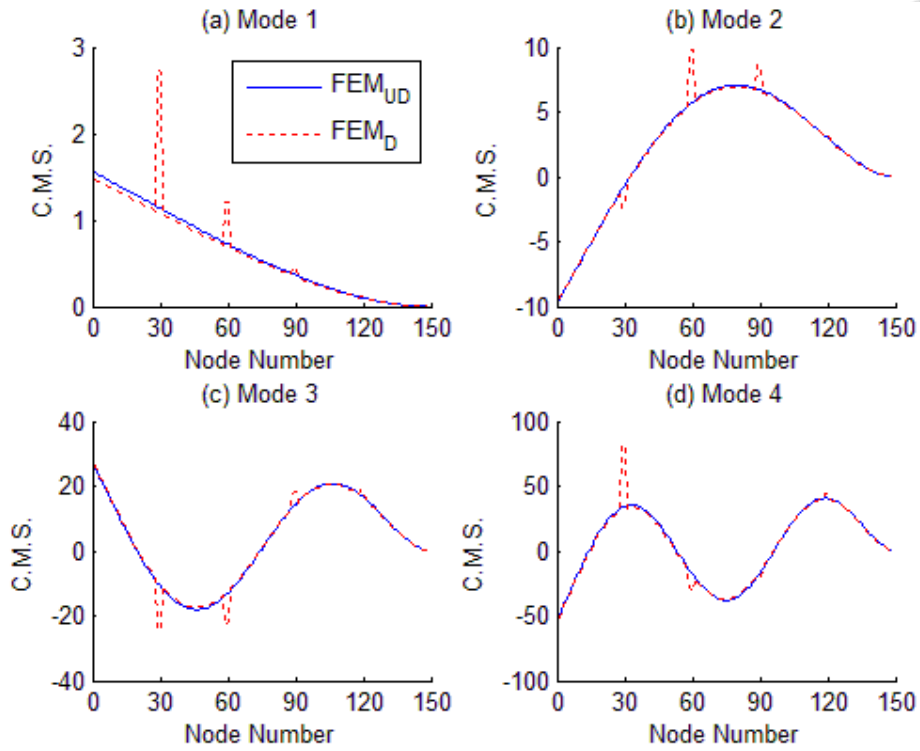 (a) Mode 1
3
2
1
0
C.M.S.
FEM_UD
FEM_D
0 30 60 90 120 150
Node Number
(b) Mode 2
10
5
0
-5
-10
C.M.S.
0 30 60 90 120 150
Node Number
(c) Mode 3
40
20
0
-20
-40
C.M.S.
0 30 60 90 120 150
Node Number
(d) Mode 4
100
50
0
-50
-100
C.M.S.
0 30 60 90 120 150
Node Number